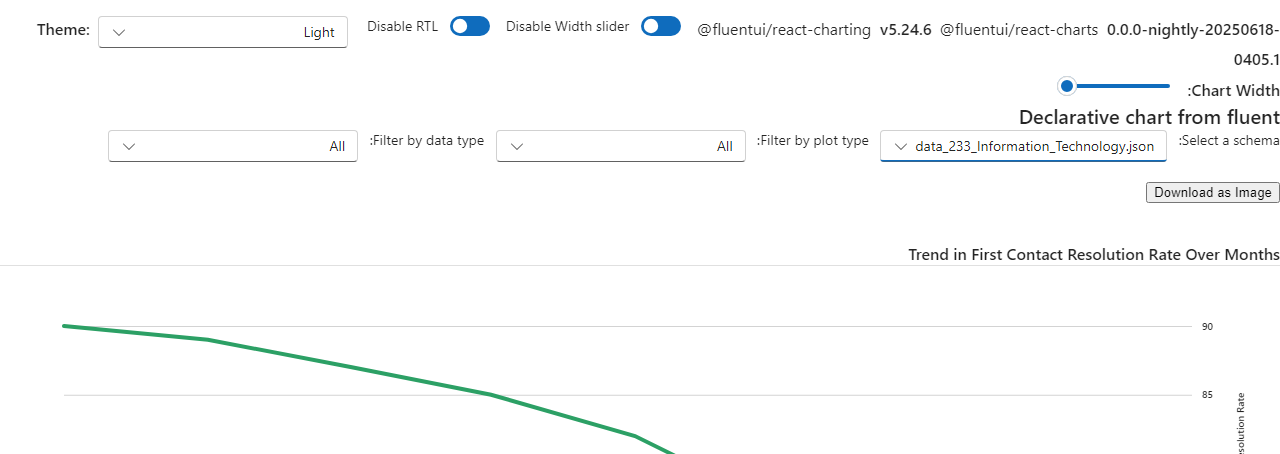 Theme: Light Disable RTL Disable Width slider @fluentui/react-charting v5.24.6 @fluentui/react-charts 0.0.0-nightly-20250618-
0405.1
:Chart Width
Declarative chart from fluent
:Select a schema data_233_Information_Technology.json :Filter by plot type All :Filter by data type All
Download as Image
Trend in First Contact Resolution Rate Over Months
90
85